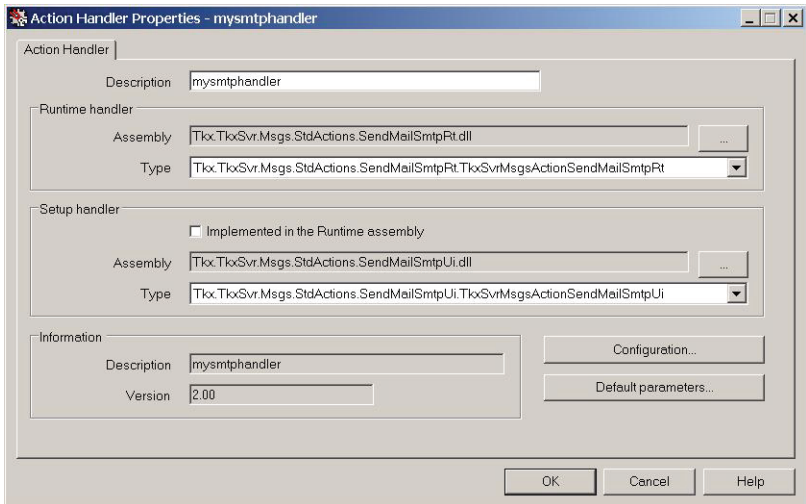 Action Handler Properties - mysmtphandler
Action Handler
Description mysmtphandler
Runtime handler
Assembly Tkx.TkxSvr.Msgs.StdActions.SendMailSmtpRt.dll ...
Type Tkx.TkxSvr.Msgs.StdActions.SendMailSmtpRt.TkxSvrMsgsActionSendMailSmtpRt
Setup handler
Implemented in the Runtime assembly
Assembly Tkx.TkxSvr.Msgs.StdActions.SendMailSmtpUi.dll ...
Type Tkx.TkxSvr.Msgs.StdActions.SendMailSmtpUi.TkxSvrMsgsActionSendMailSmtpUi
Information
Description mysmtphandler
Version 2.00
Configuration...
Default parameters...
OK Cancel Help